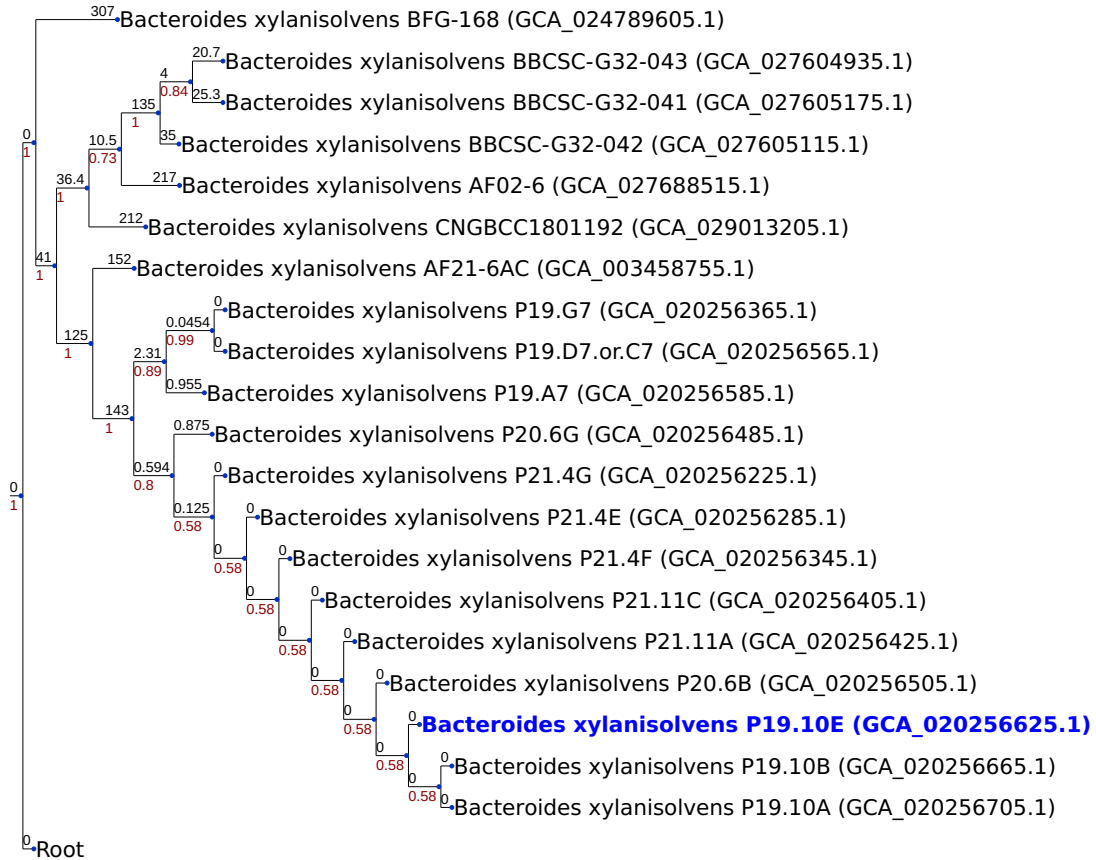 307 Bacteroides xylanisolvens BFG-168 (GCA_024789605.1)
20.7 Bacteroides xylanisolvens BBCSC-G32-043 (GCA_027604935.1)
4
0.84
25.3 Bacteroides xylanisolvens BBCSC-G32-041 (GCA_027605175.1)
135
1
0
1
35 Bacteroides xylanisolvens BBCSC-G32-042 (GCA_027605115.1)
10.5
0.73
217 Bacteroides xylanisolvens AF02-6 (GCA_027688515.1)
36.4
1
212 Bacteroides xylanisolvens CNGBCC1801192 (GCA_029013205.1)
41
1
152 Bacteroides xylanisolvens AF21-6AC (GCA_003458755.1)
0 Bacteroides xylanisolvens P19.G7 (GCA_020256365.1)
0.0454
0.99
125
1
0 Bacteroides xylanisolvens P19.D7.or.C7 (GCA_020256565.1)
2.31
0.89
0.955 Bacteroides xylanisolvens P19.A7 (GCA_020256585.1)
143
1
0.875 Bacteroides xylanisolvens P20.6G (GCA_020256485.1)
0.594
0.8
0 Bacteroides xylanisolvens P21.4G (GCA_020256225.1)
0
1
0.125
0.58
0 Bacteroides xylanisolvens P21.4E (GCA_020256285.1)
0
0.58
0 Bacteroides xylanisolvens P21.4F (GCA_020256345.1)
0
0.58
0 Bacteroides xylanisolvens P21.11C (GCA_020256405.1)
0
0.58
0 Bacteroides xylanisolvens P21.11A (GCA_020256425.1)
0
0.58
0 Bacteroides xylanisolvens P20.6B (GCA_020256505.1)
0
0.58
0 Bacteroides xylanisolvens P19.10E (GCA_020256625.1)
0
0.58
0 Bacteroides xylanisolvens P19.10B (GCA_020256665.1)
0
0.58
0 Bacteroides xylanisolvens P19.10A (GCA_020256705.1)
0 Root